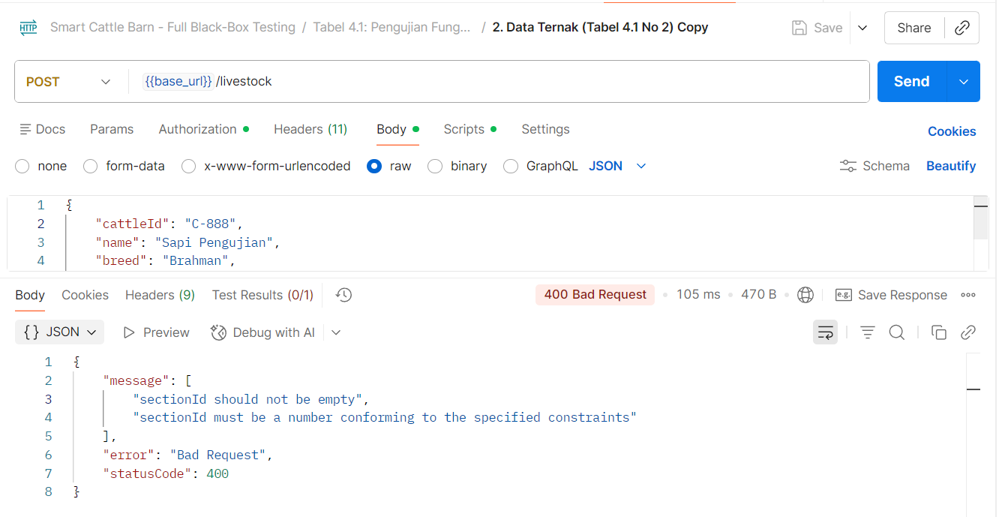 HTTP Smart Cattle Barn - Full Black-Box Testing / Tabel 4.1: Pengujian Fung... / 2. Data Ternak (Tabel 4.1 No 2) Copy Save Share
POST {{base_url}} /livestock Send
Docs Params Authorization Headers (11) Body Scripts Settings Cookies
none form-data x-www-form-urlencoded raw binary GraphQL JSON Schema Beautify
1 {
2 "cattleId": "C-888",
3 "name": "Sapi Pengujian",
4 "breed": "Brahman",
Body Cookies Headers (9) Test Results (0/1) 400 Bad Request 105 ms 470 B e.g. Save Response
{} JSON Preview Debug with AI
1 {
2 "message": [
3 "sectionId should not be empty",
4 "sectionId must be a number conforming to the specified constraints"
5 ],
6 "error": "Bad Request",
7 "statusCode": 400
8 }